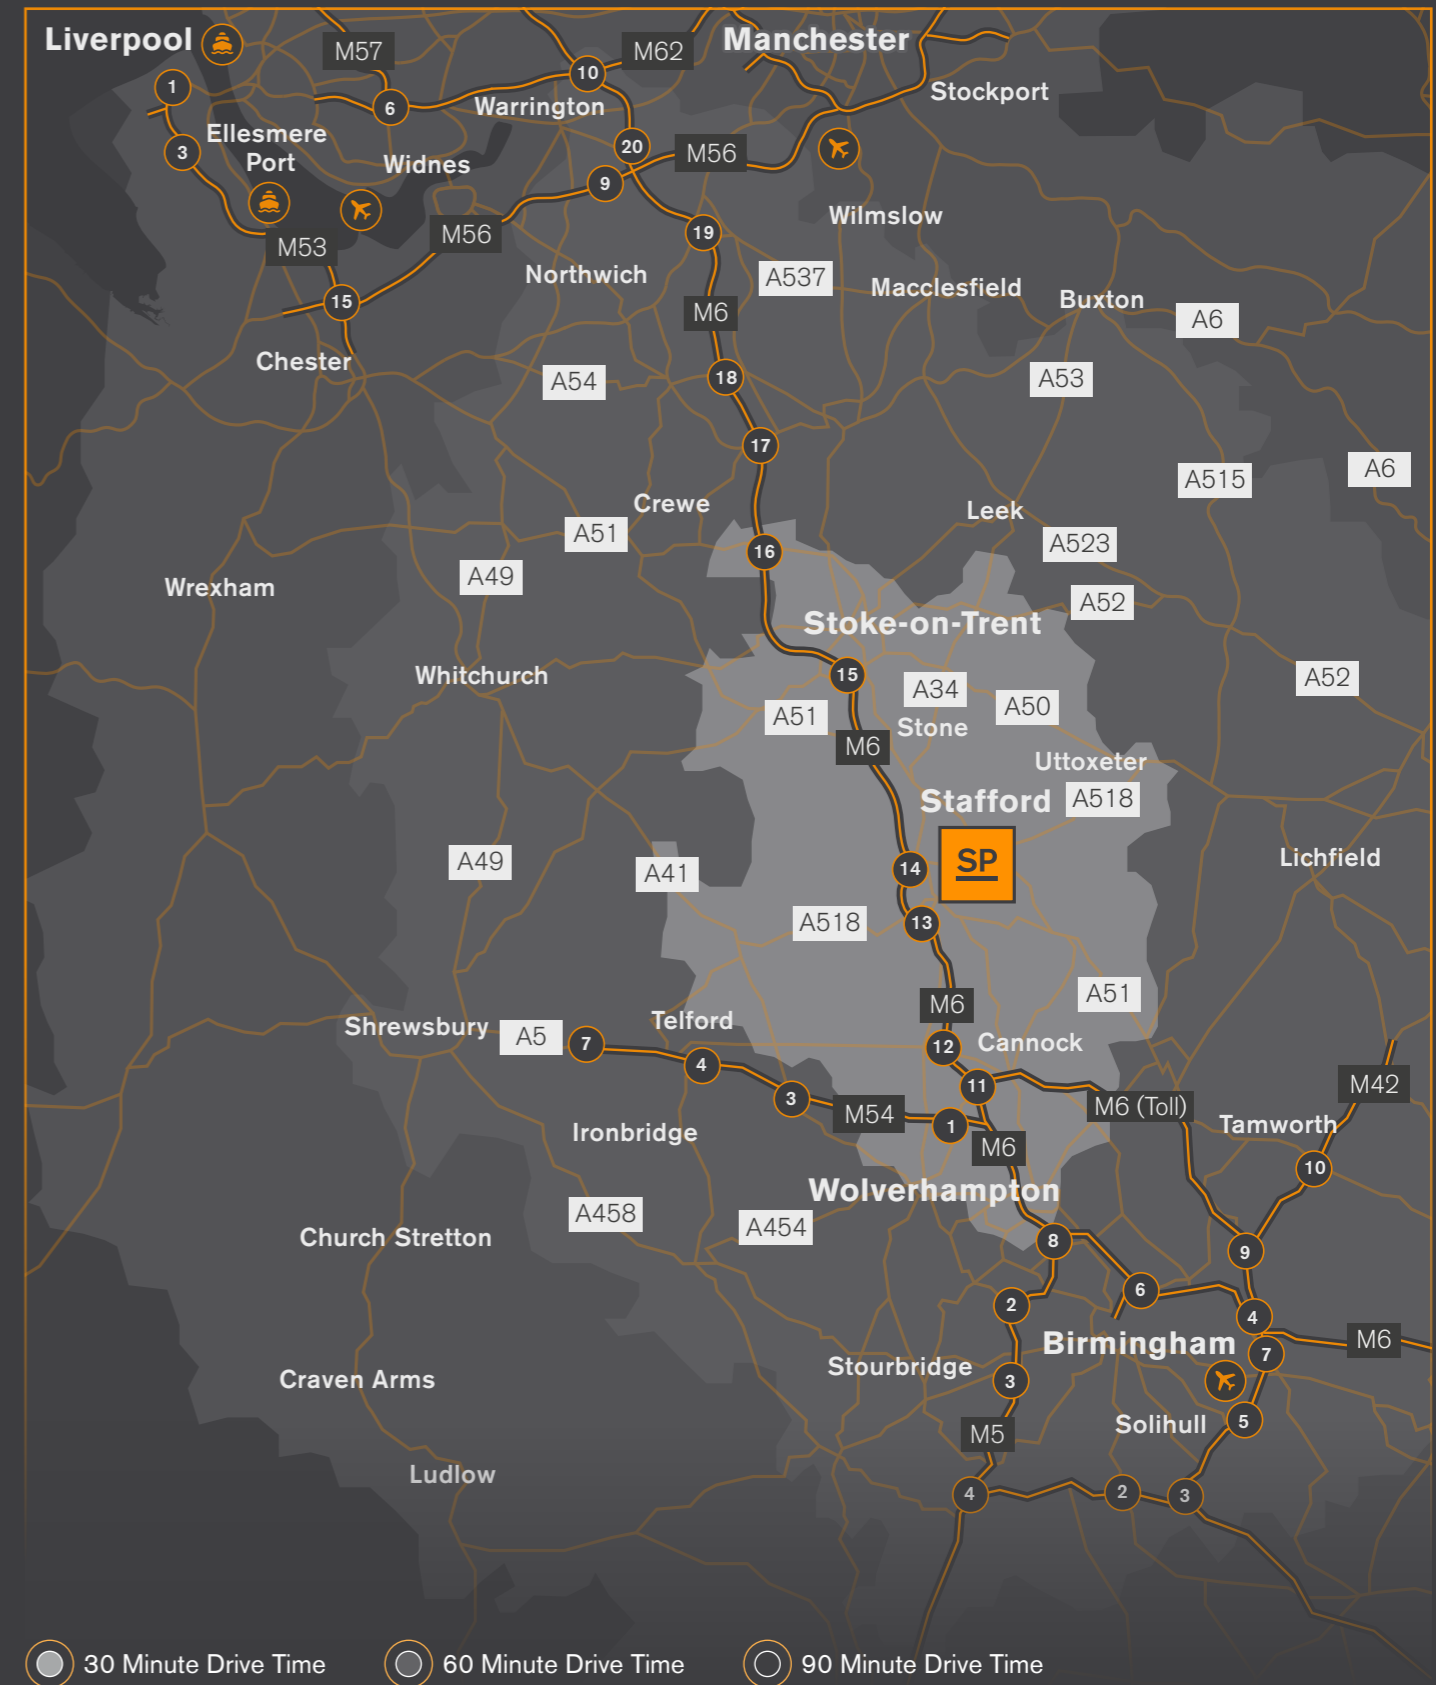 Liverpool
M57
M62
Manchester
1
10
6
Warrington
Stockport
Ellesmere
Port
3
20
M56
9
Widnes
M53
M56
19
Wilmslow
Northwich
A537
Macclesfield
Buxton
15
M6
A6
Chester
A54
18
A53
17
A515
A6
Crewe
Leek
A51
16
A523
Wrexham
A49
A52
Stoke-on-Trent
Whitchurch
15
A34
A52
A51
A50
Stone
M6
Uttoxeter
Stafford
A518
A49
A41
14
SP
Lichfield
A518
13
A51
M6
Shrewsbury
A5
7
Telford
12
Cannock
4
11
M42
3
M54
1
M6 (Toll)
Ironbridge
M6
Tamworth
10
Wolverhampton
A458
A454
Church Stretton
8
9
2
6
4
Birmingham
7
M6
Stourbridge
3
Craven Arms
Solihull
5
M5
Ludlow
4
2
3
30 Minute Drive Time
60 Minute Drive Time
90 Minute Drive Time